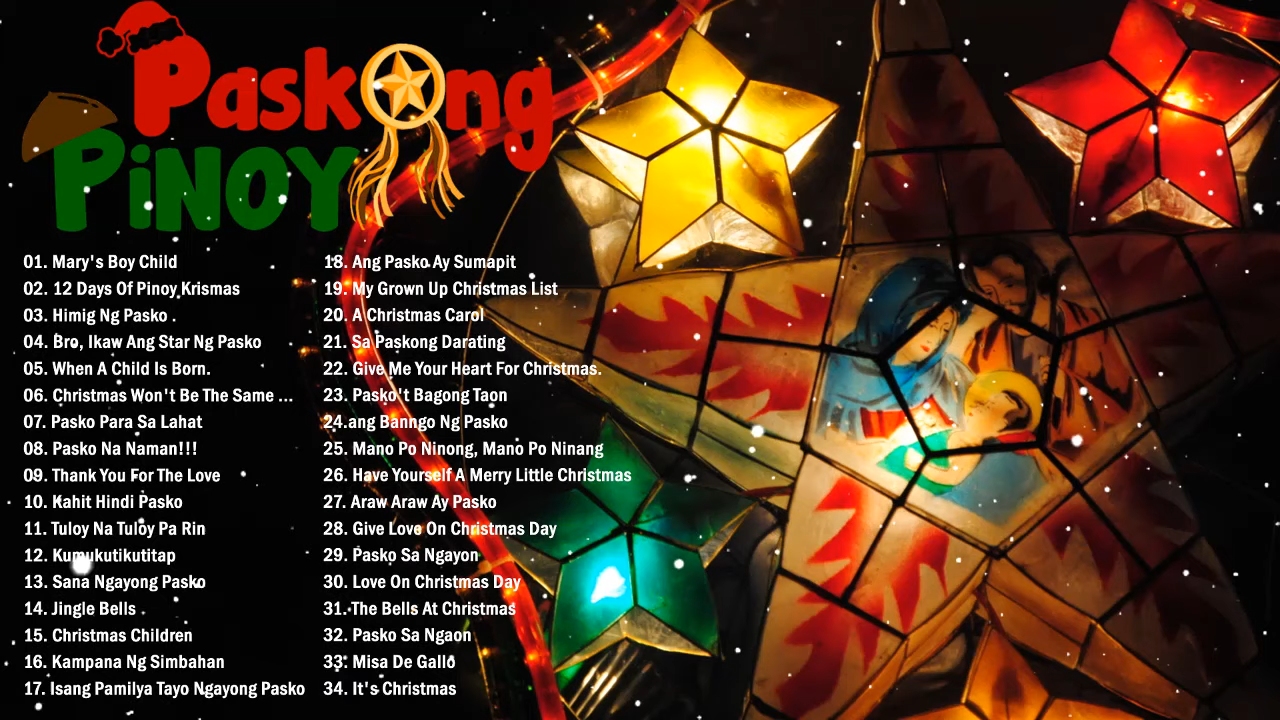 Paskong
PiNOY
01. Mary's Boy Child
02. 12 Days Of Pinoy Krismas
03. Himig Ng Pasko .
04. Bro, Ikaw Ang Star Ng Pasko
05. When A Child Is Born.
06. Christmas Won't Be The Same ...
07. Pasko Para Sa Lahat
08. Pasko Na Naman!!!
09. Thank You For The Love
10. Kahit Hindi Pasko
11. Tuloy Na Tuloy Pa Rin
12. Kumukutikutitap
13. Sana Ngayong Pasko
14. Jingle Bells
15. Christmas Children
16. Kampana Ng Simbahan
17. Isang Pamilya Tayo Ngayong Pasko
18. Ang Pasko Ay Sumapit
19. My Grown Up Christmas List
20. A Christmas Carol
21. Sa Paskong Darating
22. Give Me Your Heart For Christmas.
23. Pasko't Bagong Taon
24.ang Banngo Ng Pasko
25. Mano Po Ninong, Mano Po Ninang
26. Have Yourself A Merry Little Christmas
27. Araw Araw Ay Pasko
28. Give Love On Christmas Day
29. Pasko Sa Ngayon
30. Love On Christmas Day
31. The Bells At Christmas
32. Pasko Sa Ngaon
33. Misa De Gallo
34. It's Christmas